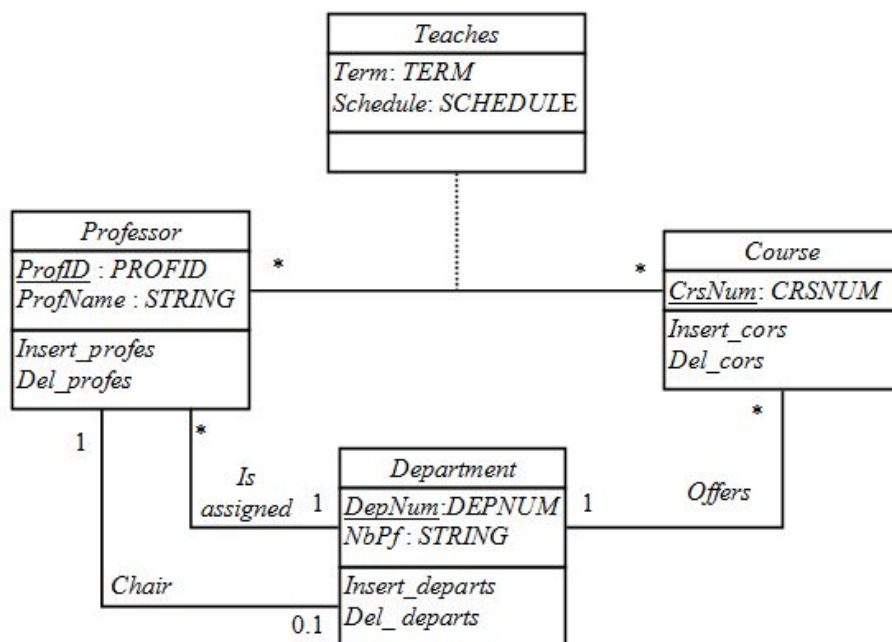 Teaches
Term: TERM
Schedule: SCHEDULE
Professor
ProfID : PROFID
ProfName : STRING
Insert_profes
Del_profes
*
*
Course
CrsNum: CRSNUM
Insert_cors
Del_cors
1
*
*
Is
assigned
1
Department
DepNum:DEPNUM
NbPf : STRING
Insert_departs
Del_ departs
1
Offers
Chair
0.1